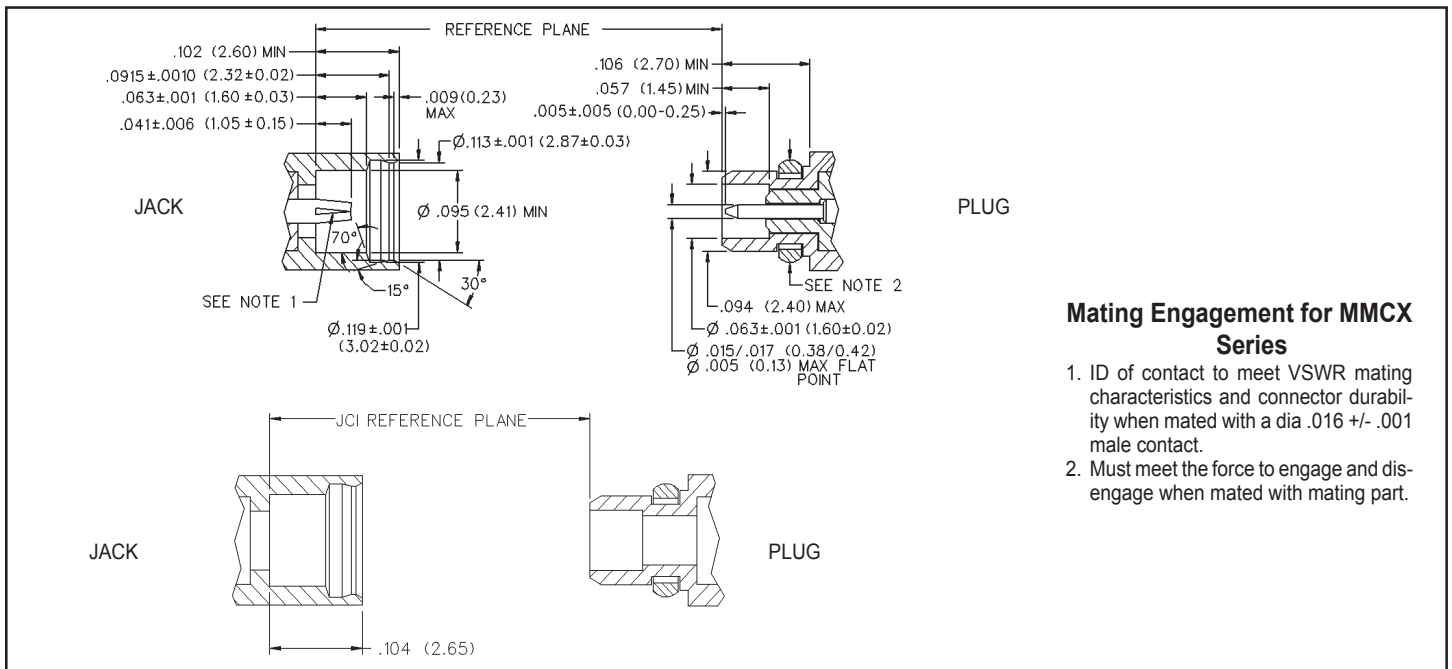 REFERENCE PLANE
.102 (2.60) MIN
.0915±.0010 (2.32±0.02)
.063±.001 (1.60±0.03)
.041±.006 (1.05±0.15)
.009(0.23)
MAX
Ø.113±.001 (2.87±0.03)
.106 (2.70) MIN
.057 (1.45) MIN
.005±.005 (0.00-0.25)
JACK
Ø .095 (2.41) MIN
PLUG
70°
SEE NOTE 1
15°
30°
Ø.119±.001
(3.02±0.02)
SEE NOTE 2
.094 (2.40) MAX
Ø .063±.001 (1.60±0.02)
Ø .015/.017 (0.38/0.42)
Ø .005 (0.13) MAX FLAT
POINT
Mating Engagement for MMCX
Series
1. ID of contact to meet VSWR mating
characteristics and connector durabil-
ity when mated with a dia .016 +/- .001
male contact.
2. Must meet the force to engage and dis-
engage when mated with mating part.
JCI REFERENCE PLANE
JACK
PLUG
.104 (2.65)